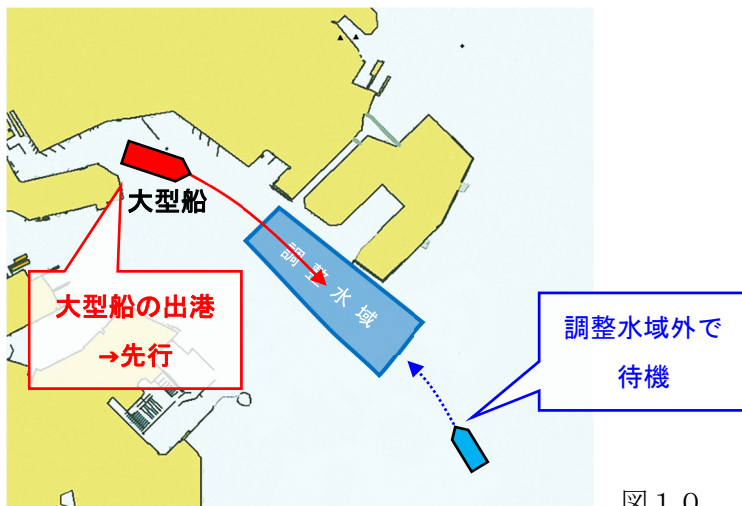 大型船
調整水域
大型船の出港
→先行
調整水域外で
待機
図10